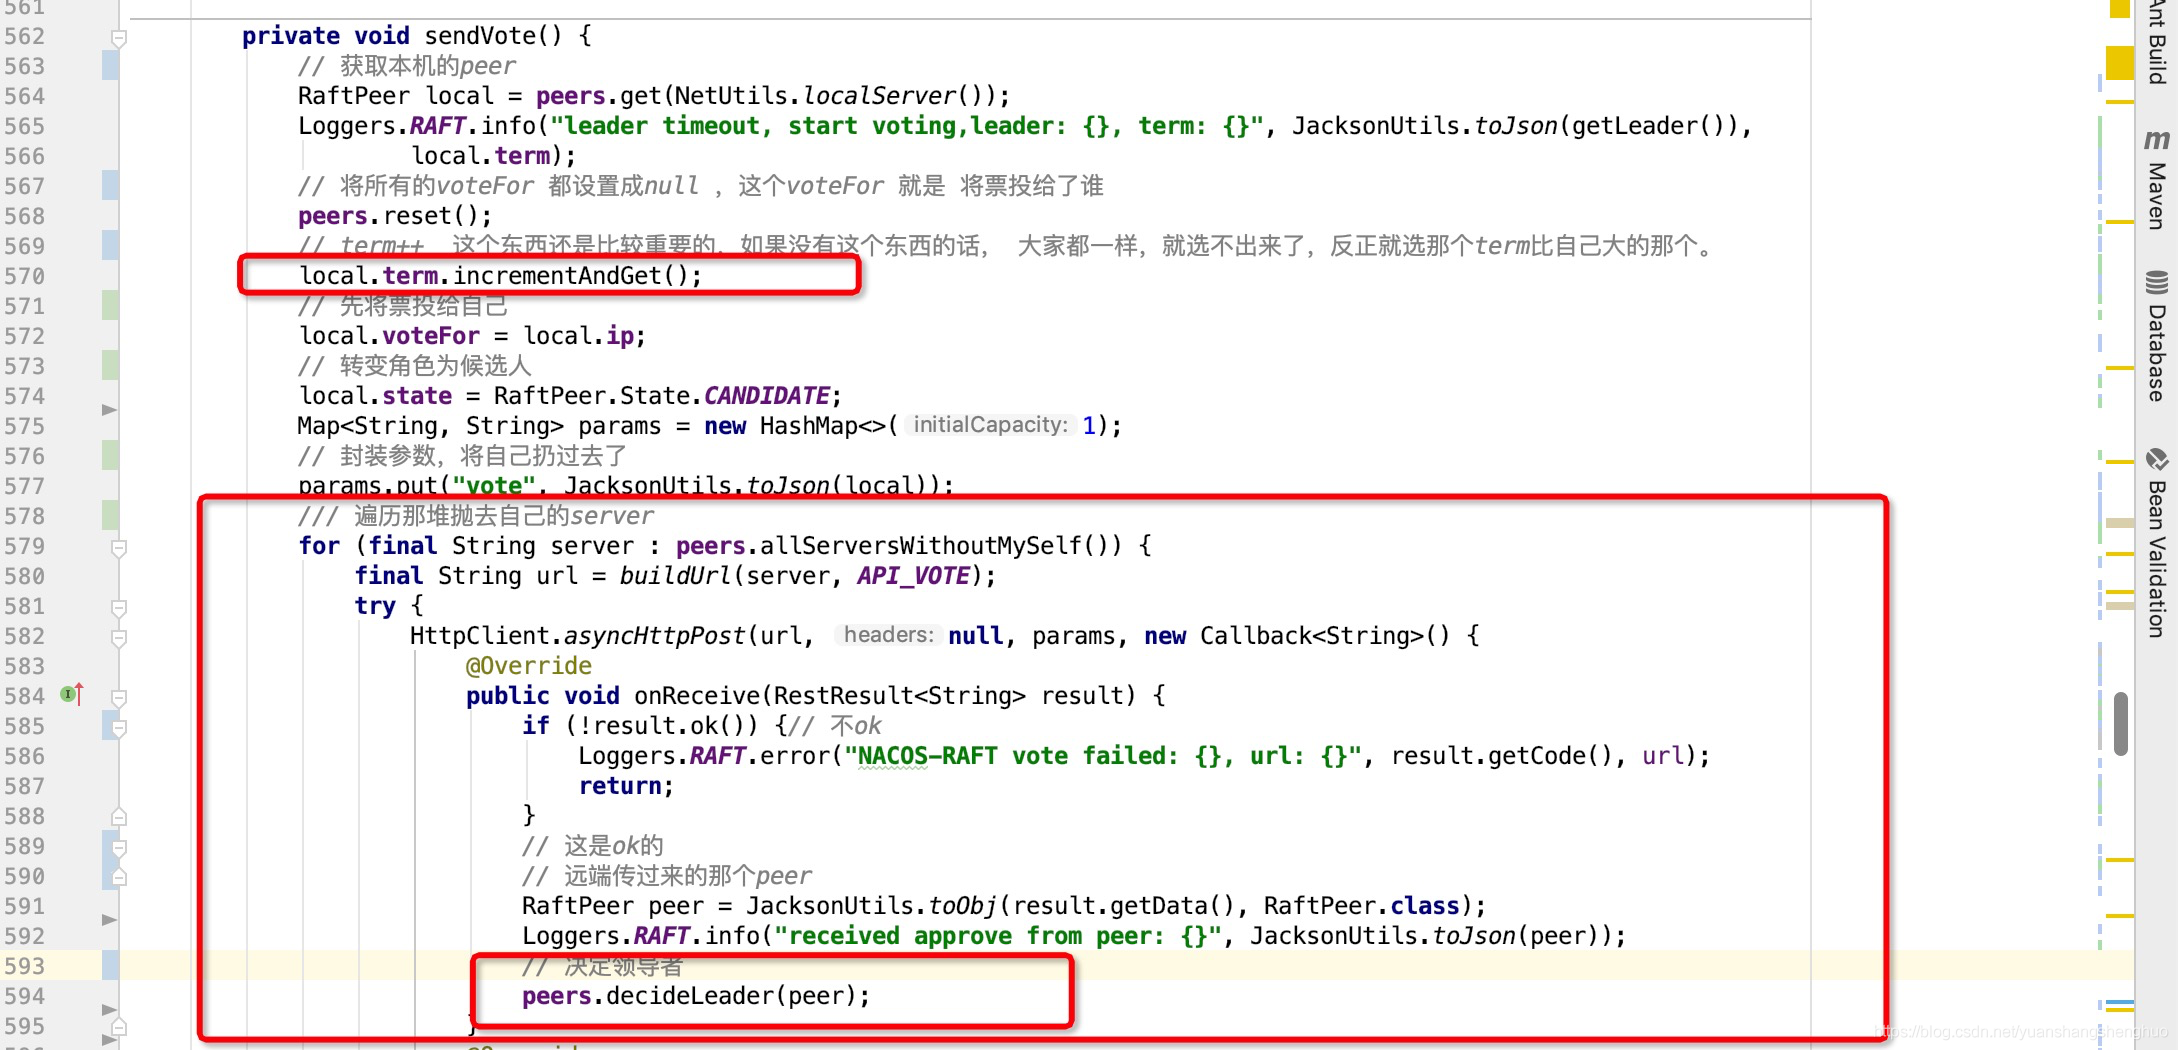 561
562 private void sendVote() {
563 // 获取本机的peer
564 RaftPeer local = peers.get(NetUtils.localServer());
565 Loggers.RAFT.info("leader timeout, start voting,leader: {}, term: {}", JacksonUtils.toJson(getLeader()),
566 local.term);
567 // 将所有的voteFor 都设置成null ，这个voteFor 就是 将票投给了谁
568 peers.reset();
569 // term++ 这个东西还是比较重要的，如果没有这个东西的话， 大家都一样，就选不出来了，反正就选那个term比自己大的那个。
570 local.term.incrementAndGet();
571 // 先将票投给自己
572 local.voteFor = local.ip;
573 // 转变角色为候选人
574 local.state = RaftPeer.State.CANDIDATE;
575 Map<String, String> params = new HashMap<>( initialCapacity: 1);
576 // 封装参数，将自己扔过去了
577 params.put("vote", JacksonUtils.toJson(local));
578 /// 遍历那堆抛去自己的server
579 for (final String server : peers.allServersWithoutMySelf()) {
580 final String url = buildUrl(server, API_VOTE);
581 try {
582 HttpClient.asyncHttpPost(url, headers: null, params, new Callback<String>() {
583 @Override
584 public void onReceive(RestResult<String> result) {
585 if (!result.ok()) {// 不ok
586 Loggers.RAFT.error("NACOS-RAFT vote failed: {}, url: {}", result.getCode(), url);
587 return;
588 }
589 // 这是ok的
590 // 远端传过来的那个peer
591 RaftPeer peer = JacksonUtils.toObj(result.getData(), RaftPeer.class);
592 Loggers.RAFT.info("received approve from peer: {}", JacksonUtils.toJson(peer));
593 // 决定领导者
594 peers.decideLeader(peer);
595 }
Ant Build
Maven
Database
Bean Validation
https://blog.csdn.net/yuanshangshenghuo